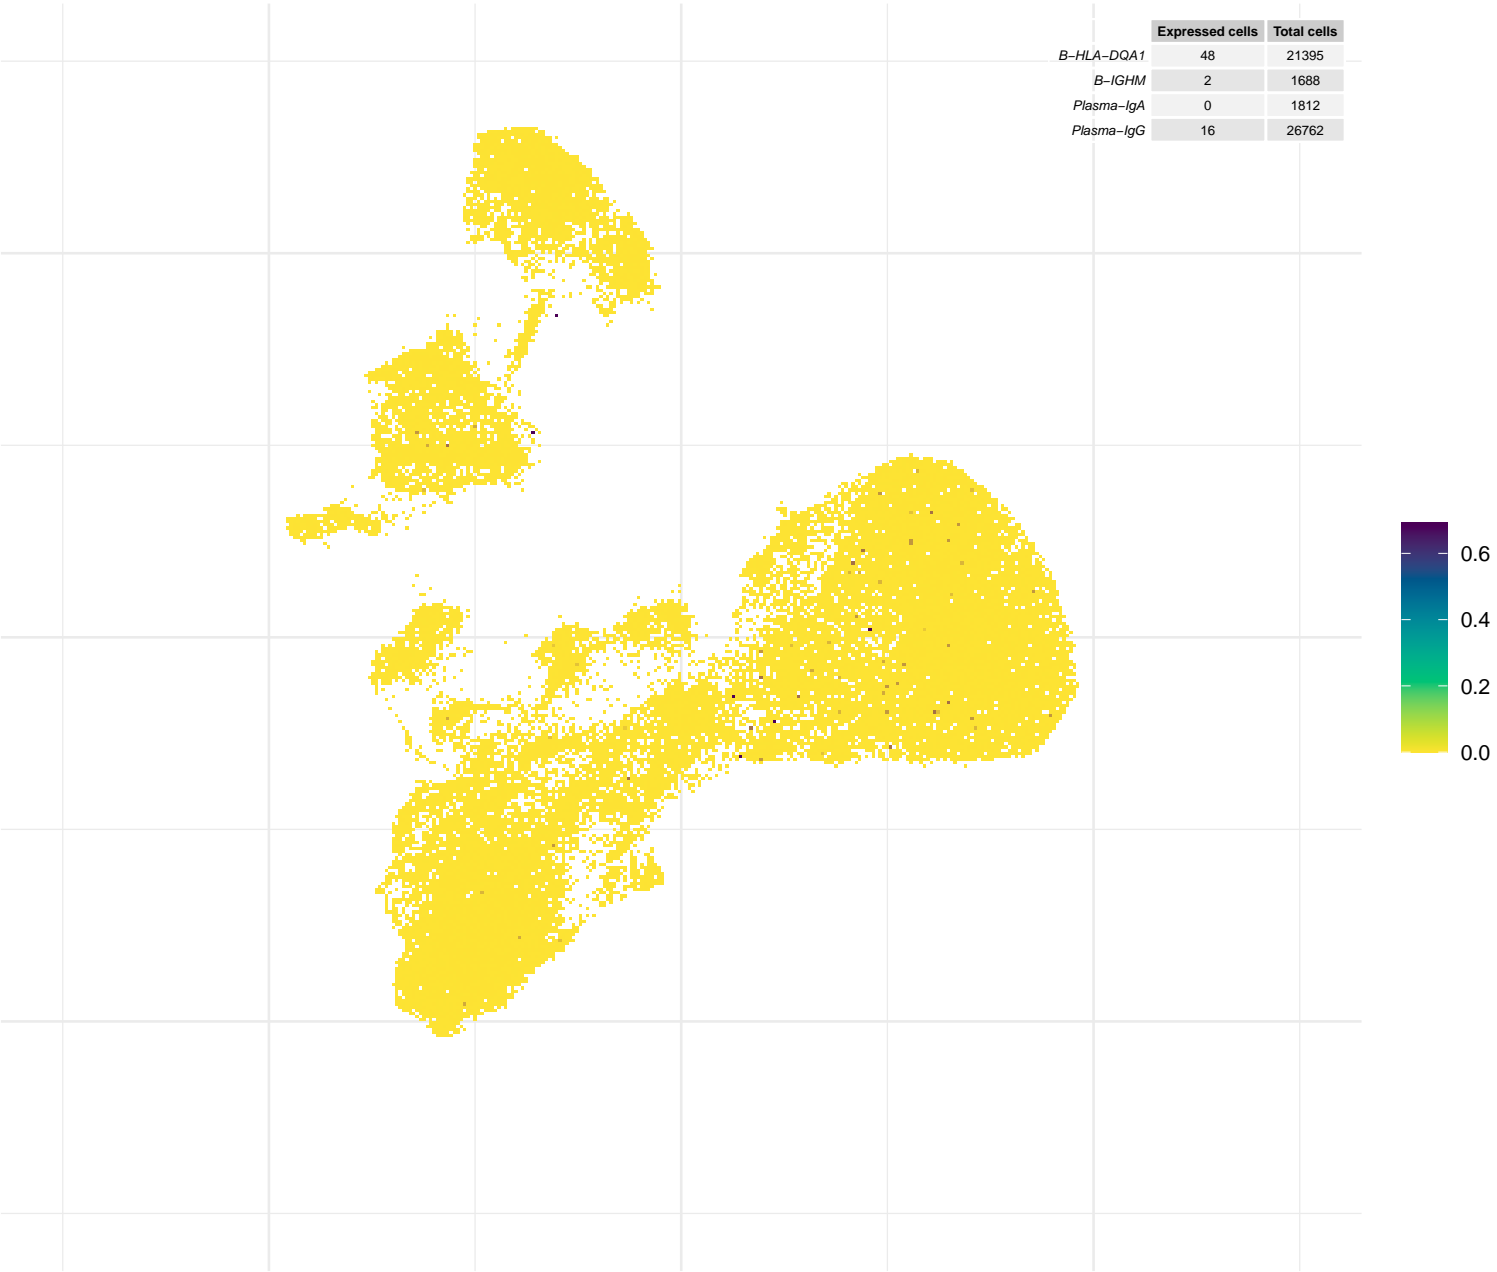 Expressed cells Total cells
B−HLA−DQA1 48 21395
B−IGHM 2 1688
Plasma−IgA 0 1812
Plasma−IgG 16 26762
0.6
0.4
0.2
0.0